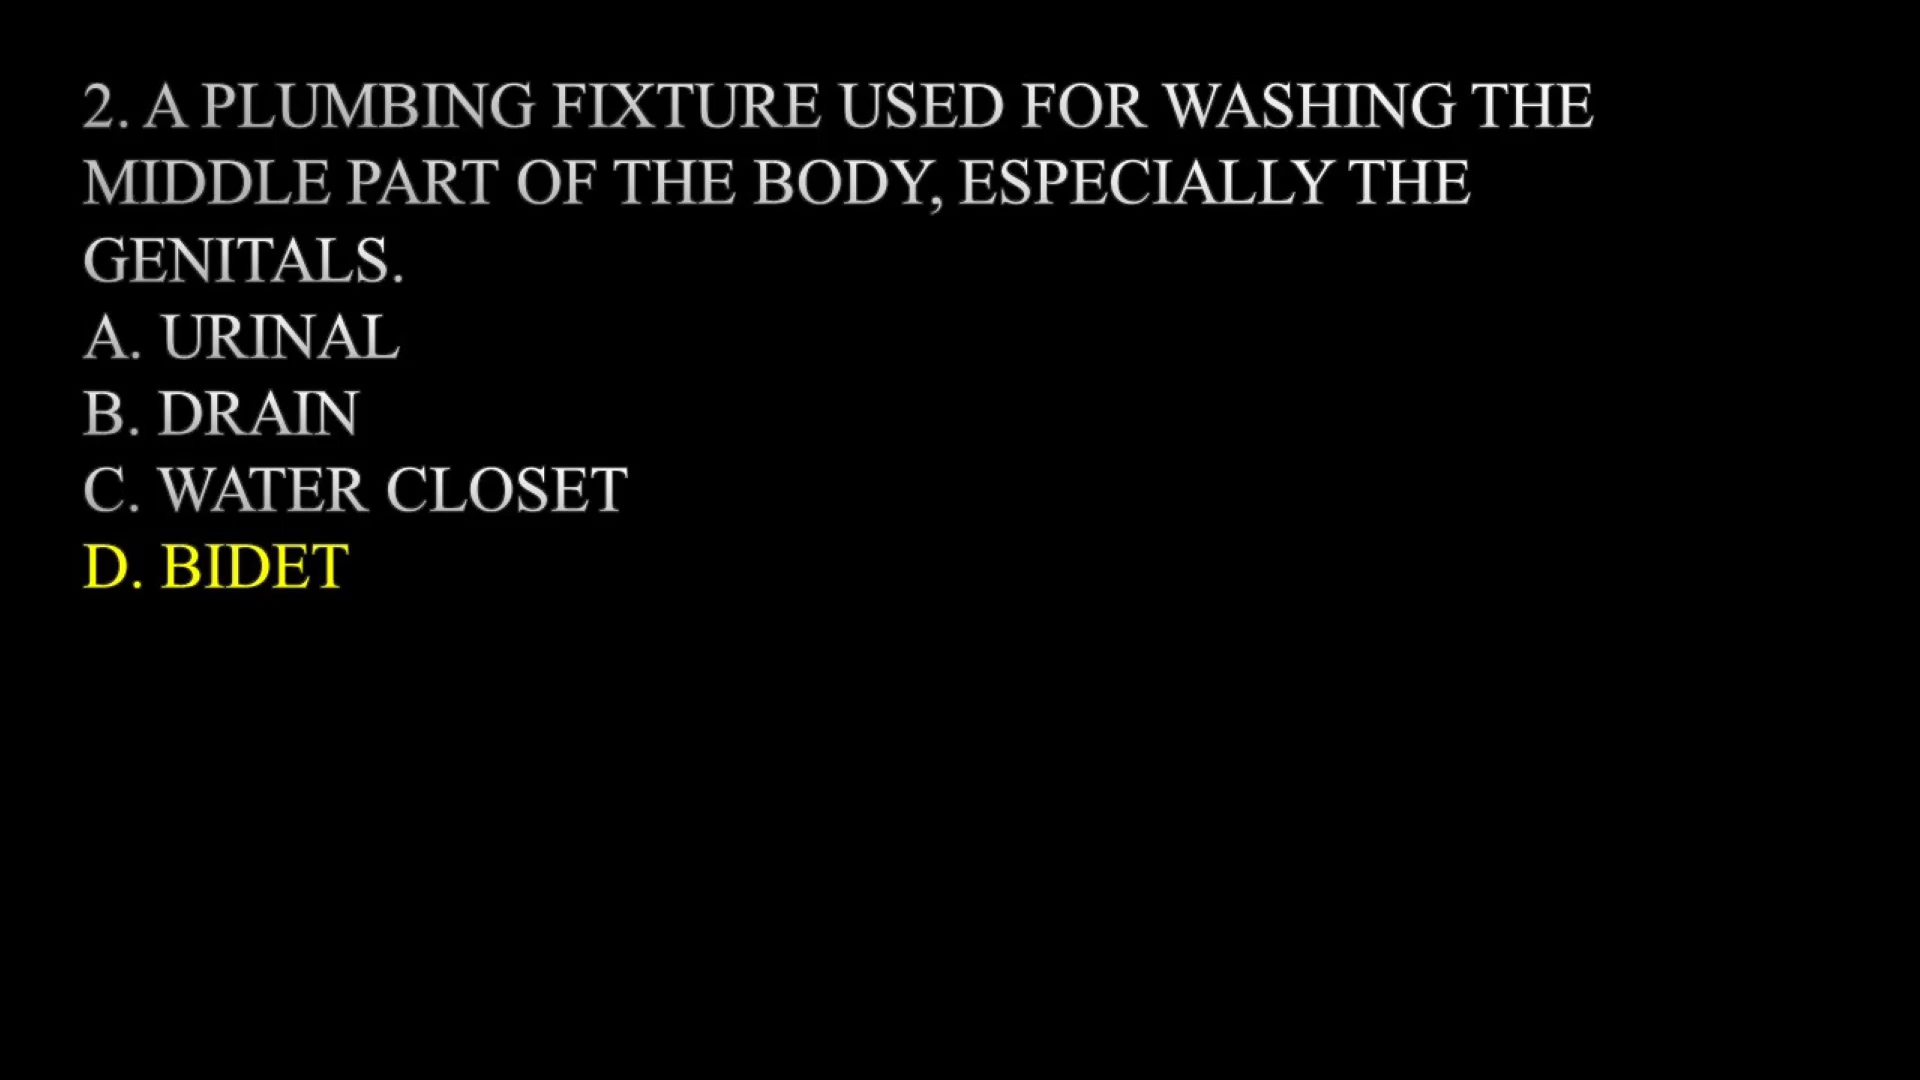 2. A PLUMBING FIXTURE USED FOR WASHING THE
MIDDLE PART OF THE BODY, ESPECIALLY THE
GENITALS.
A. URINAL
B. DRAIN
C. WATER CLOSET
D. BIDET